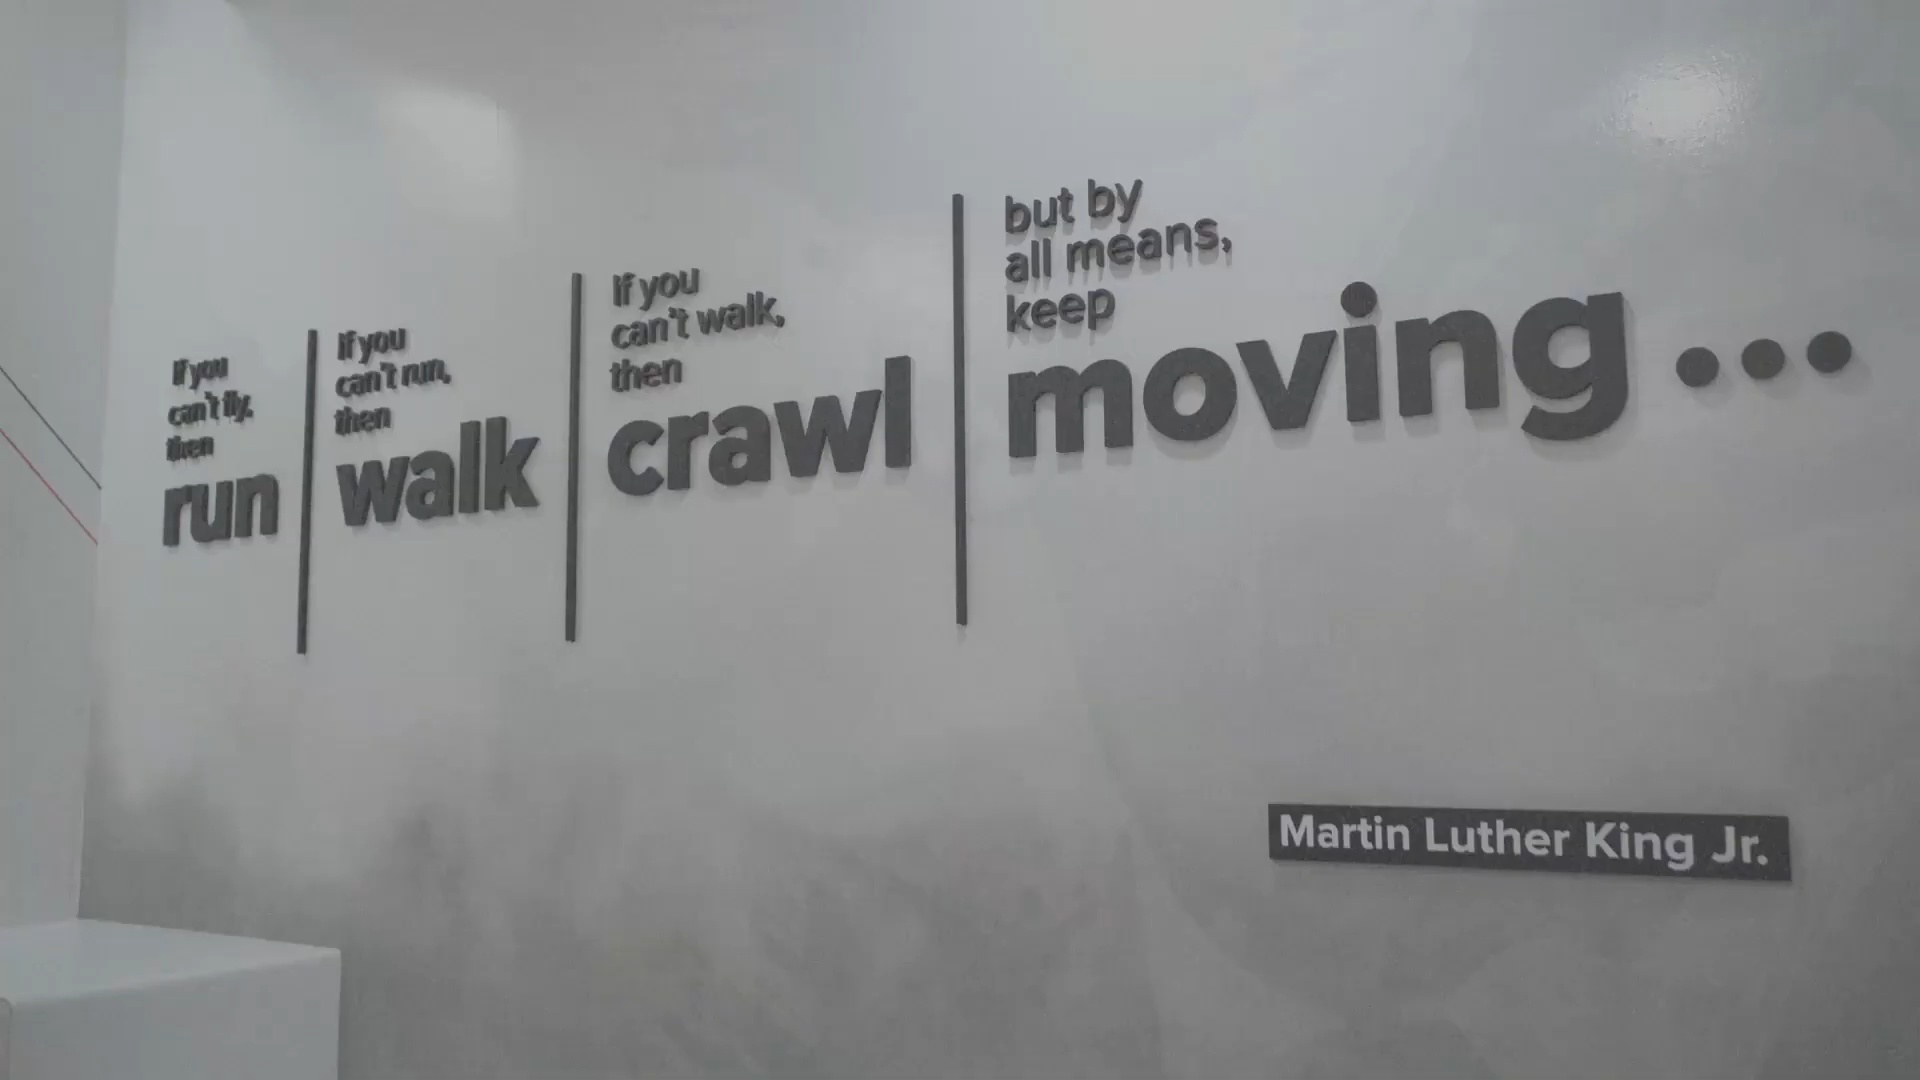 If you
can't fly,
then
run
If you
can't run,
then
walk
If you
can't walk,
then
crawl
but by
all means,
keep
moving...
Martin Luther King Jr.